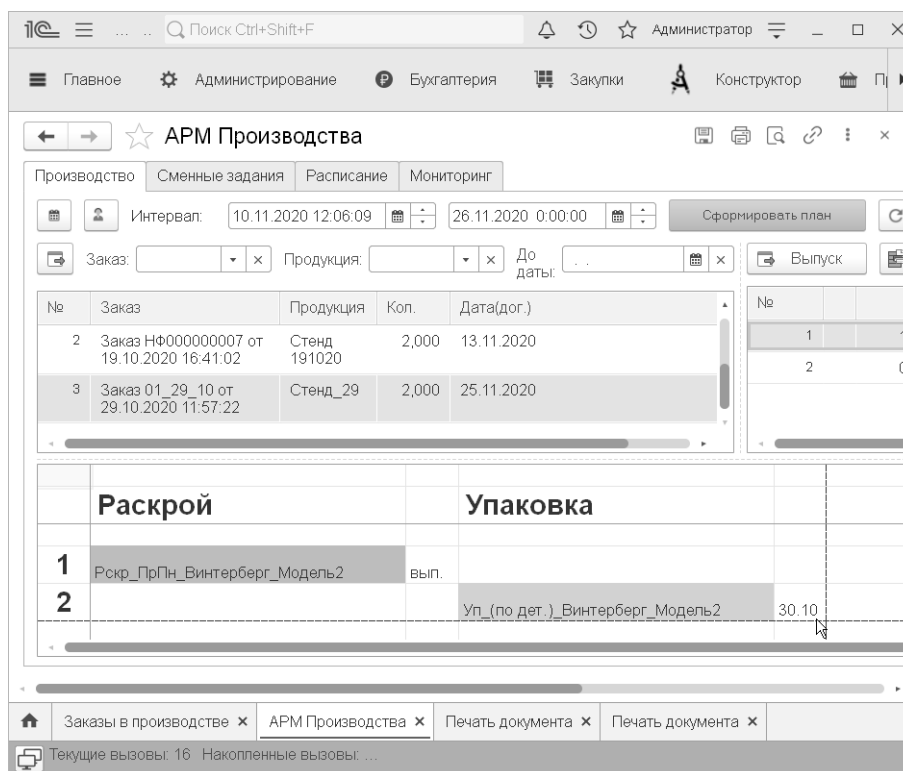 1С ... .. Поиск Ctrl+Shift+F Администратор
Главное Администрирование Бухгалтерия Закупки Конструктор
АРМ Производства
Производство Сменные задания Расписание Мониторинг
Интервал: 10.11.2020 12:06:09 26.11.2020 0:00:00 Сформировать план
Заказ: Продукция: До
даты: . . Выпуск
№ Заказ Продукция Кол. Дата(дог.) №
2 Заказ НФ000000007 от Стенд 2,000 13.11.2020 1
19.10.2020 16:41:02 191020
2
3 Заказ 01_29_10 от Стенд_29 2,000 25.11.2020
29.10.2020 11:57:22
Раскрой Упаковка
1 Рскр_ПрПн_Винтерберг_Модель2 вып.
2 Уп_(по дет.)_Винтерберг_Модель2 30.10
Заказы в производстве × АРМ Производства × Печать документа × Печать документа ×
Текущие вызовы: 16 Накопленные вызовы: ...